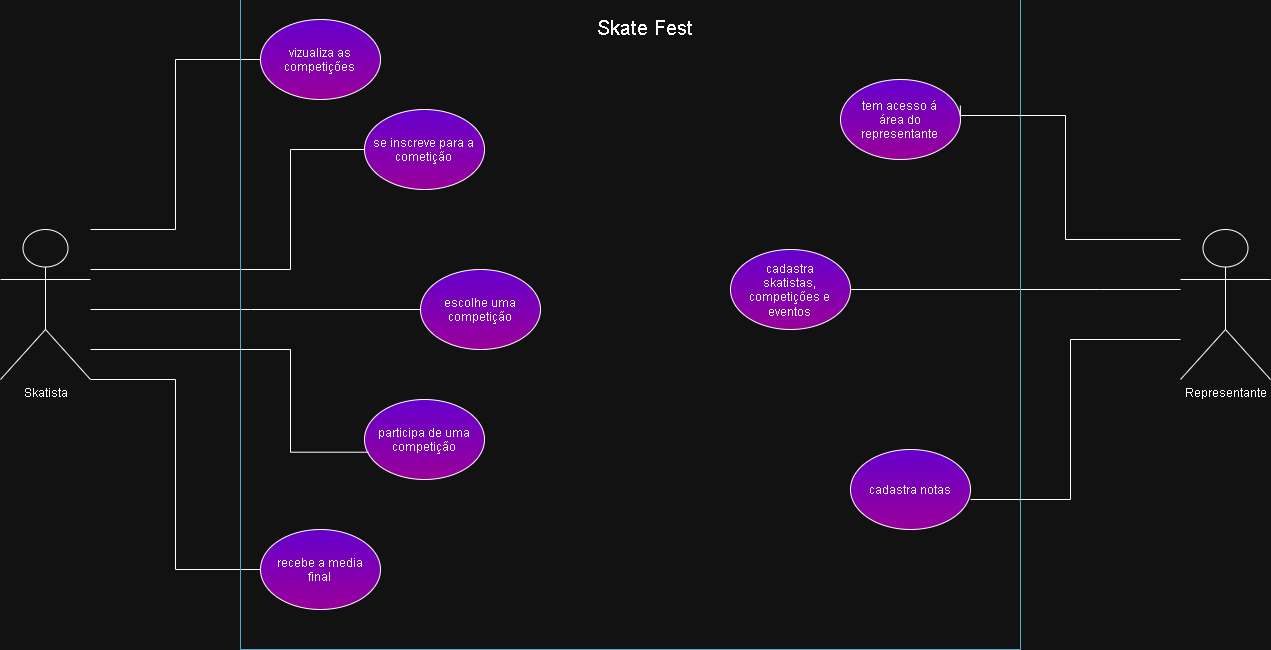 Skate Fest
vizualiza as
competições
se inscreve para a
cometição
escolhe uma
competição
participa de uma
competição
recebe a media
final
Skatista
tem acesso á
área do
representante
cadastra
skatistas,
competições e
eventos
cadastra notas
Representante